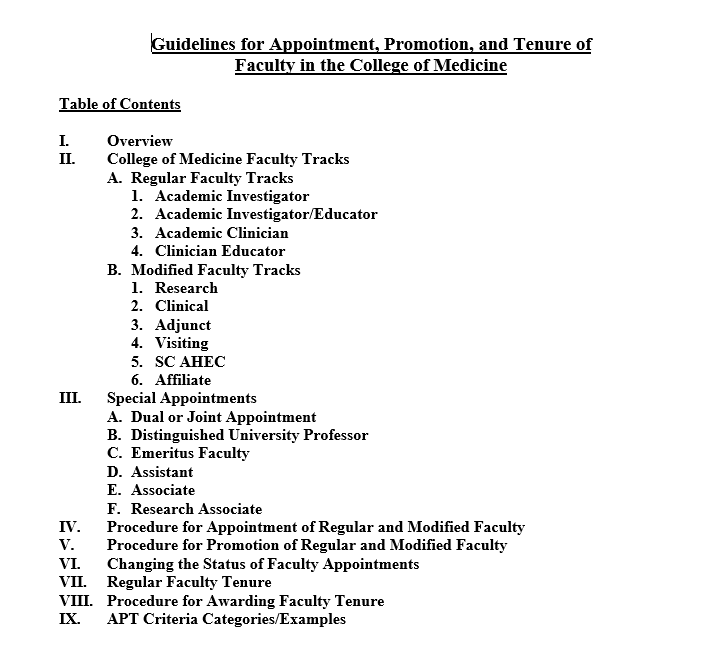 Guidelines for Appointment, Promotion, and Tenure of
Faculty in the College of Medicine
Table of Contents
I. Overview
II. College of Medicine Faculty Tracks
A. Regular Faculty Tracks
1. Academic Investigator
2. Academic Investigator/Educator
3. Academic Clinician
4. Clinician Educator
B. Modified Faculty Tracks
1. Research
2. Clinical
3. Adjunct
4. Visiting
5. SC AHEC
6. Affiliate
III. Special Appointments
A. Dual or Joint Appointment
B. Distinguished University Professor
C. Emeritus Faculty
D. Assistant
E. Associate
F. Research Associate
IV. Procedure for Appointment of Regular and Modified Faculty
V. Procedure for Promotion of Regular and Modified Faculty
VI. Changing the Status of Faculty Appointments
VII. Regular Faculty Tenure
VIII. Procedure for Awarding Faculty Tenure
IX. APT Criteria Categories/Examples